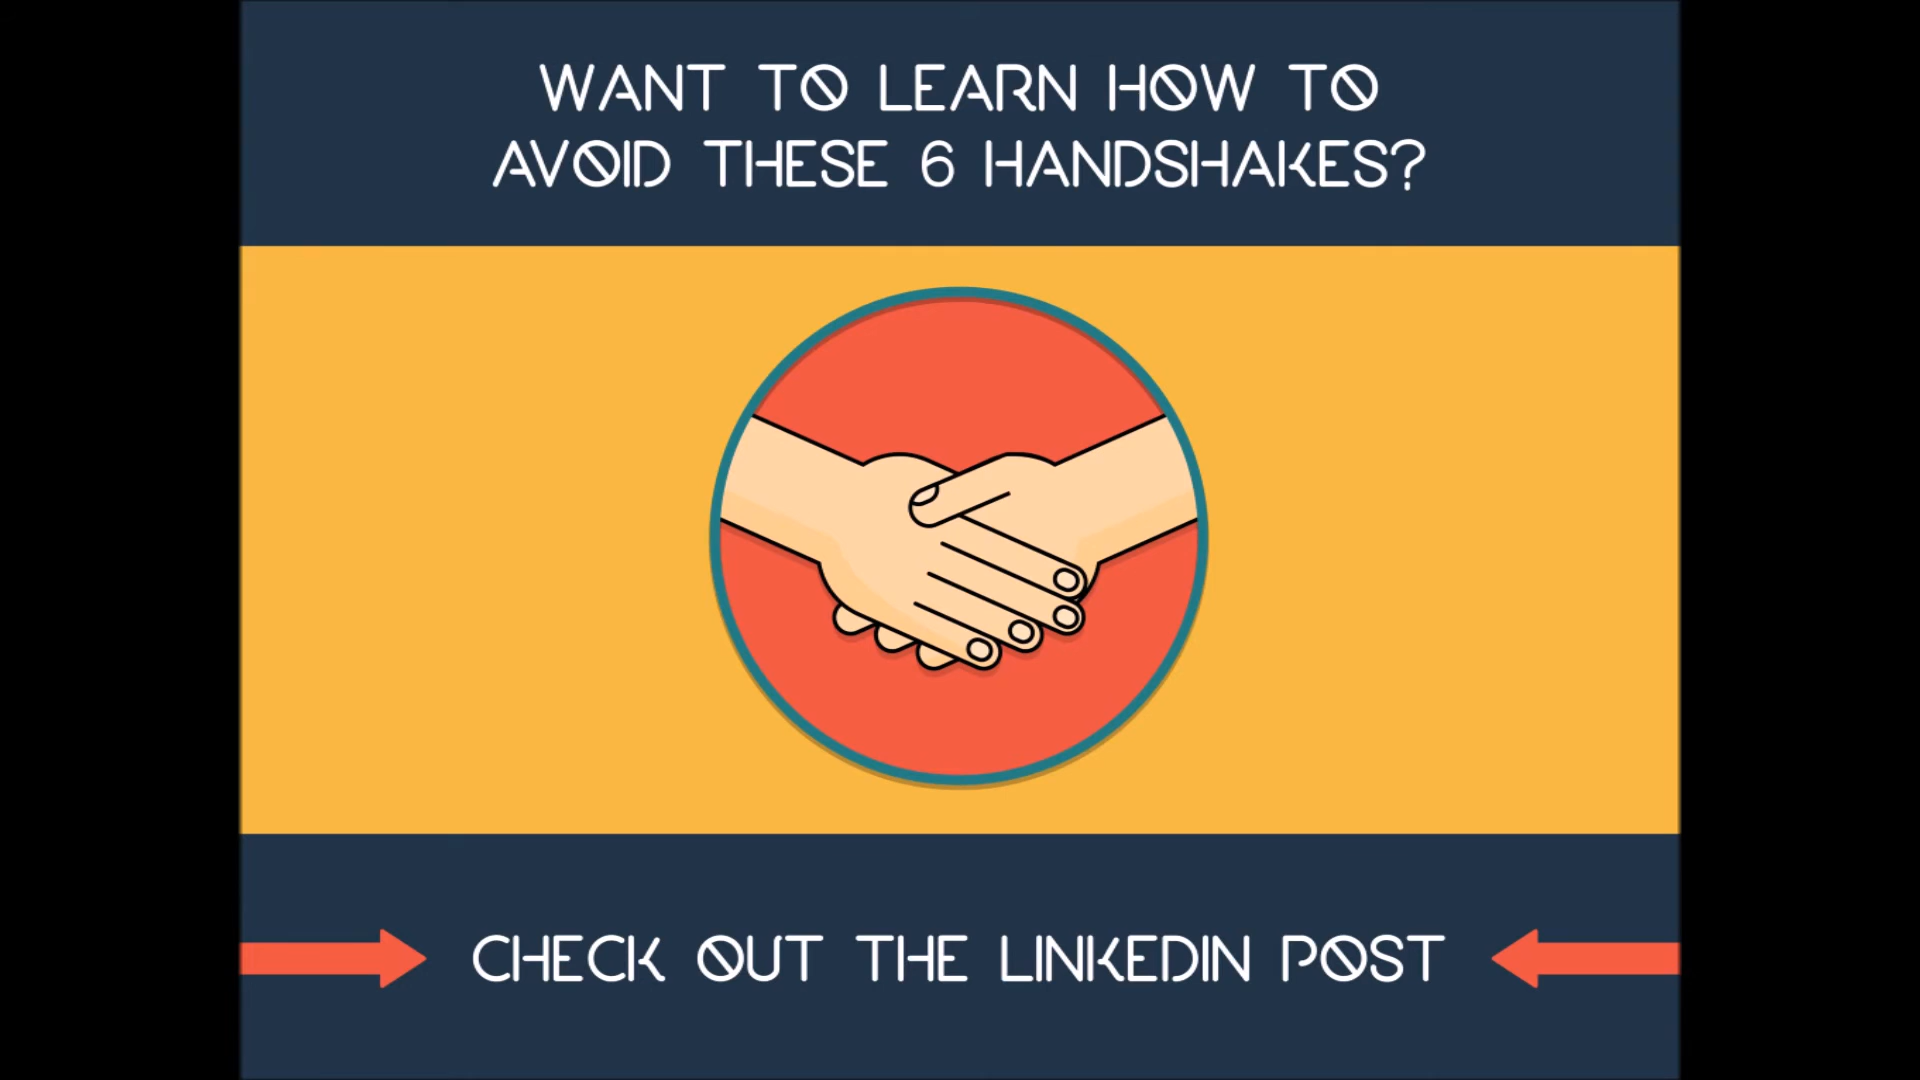 WANT TO LEARN HOW TO
AVOID THESE 6 HANDSHAKES?
CHECK OUT THE LINKEDIN POST